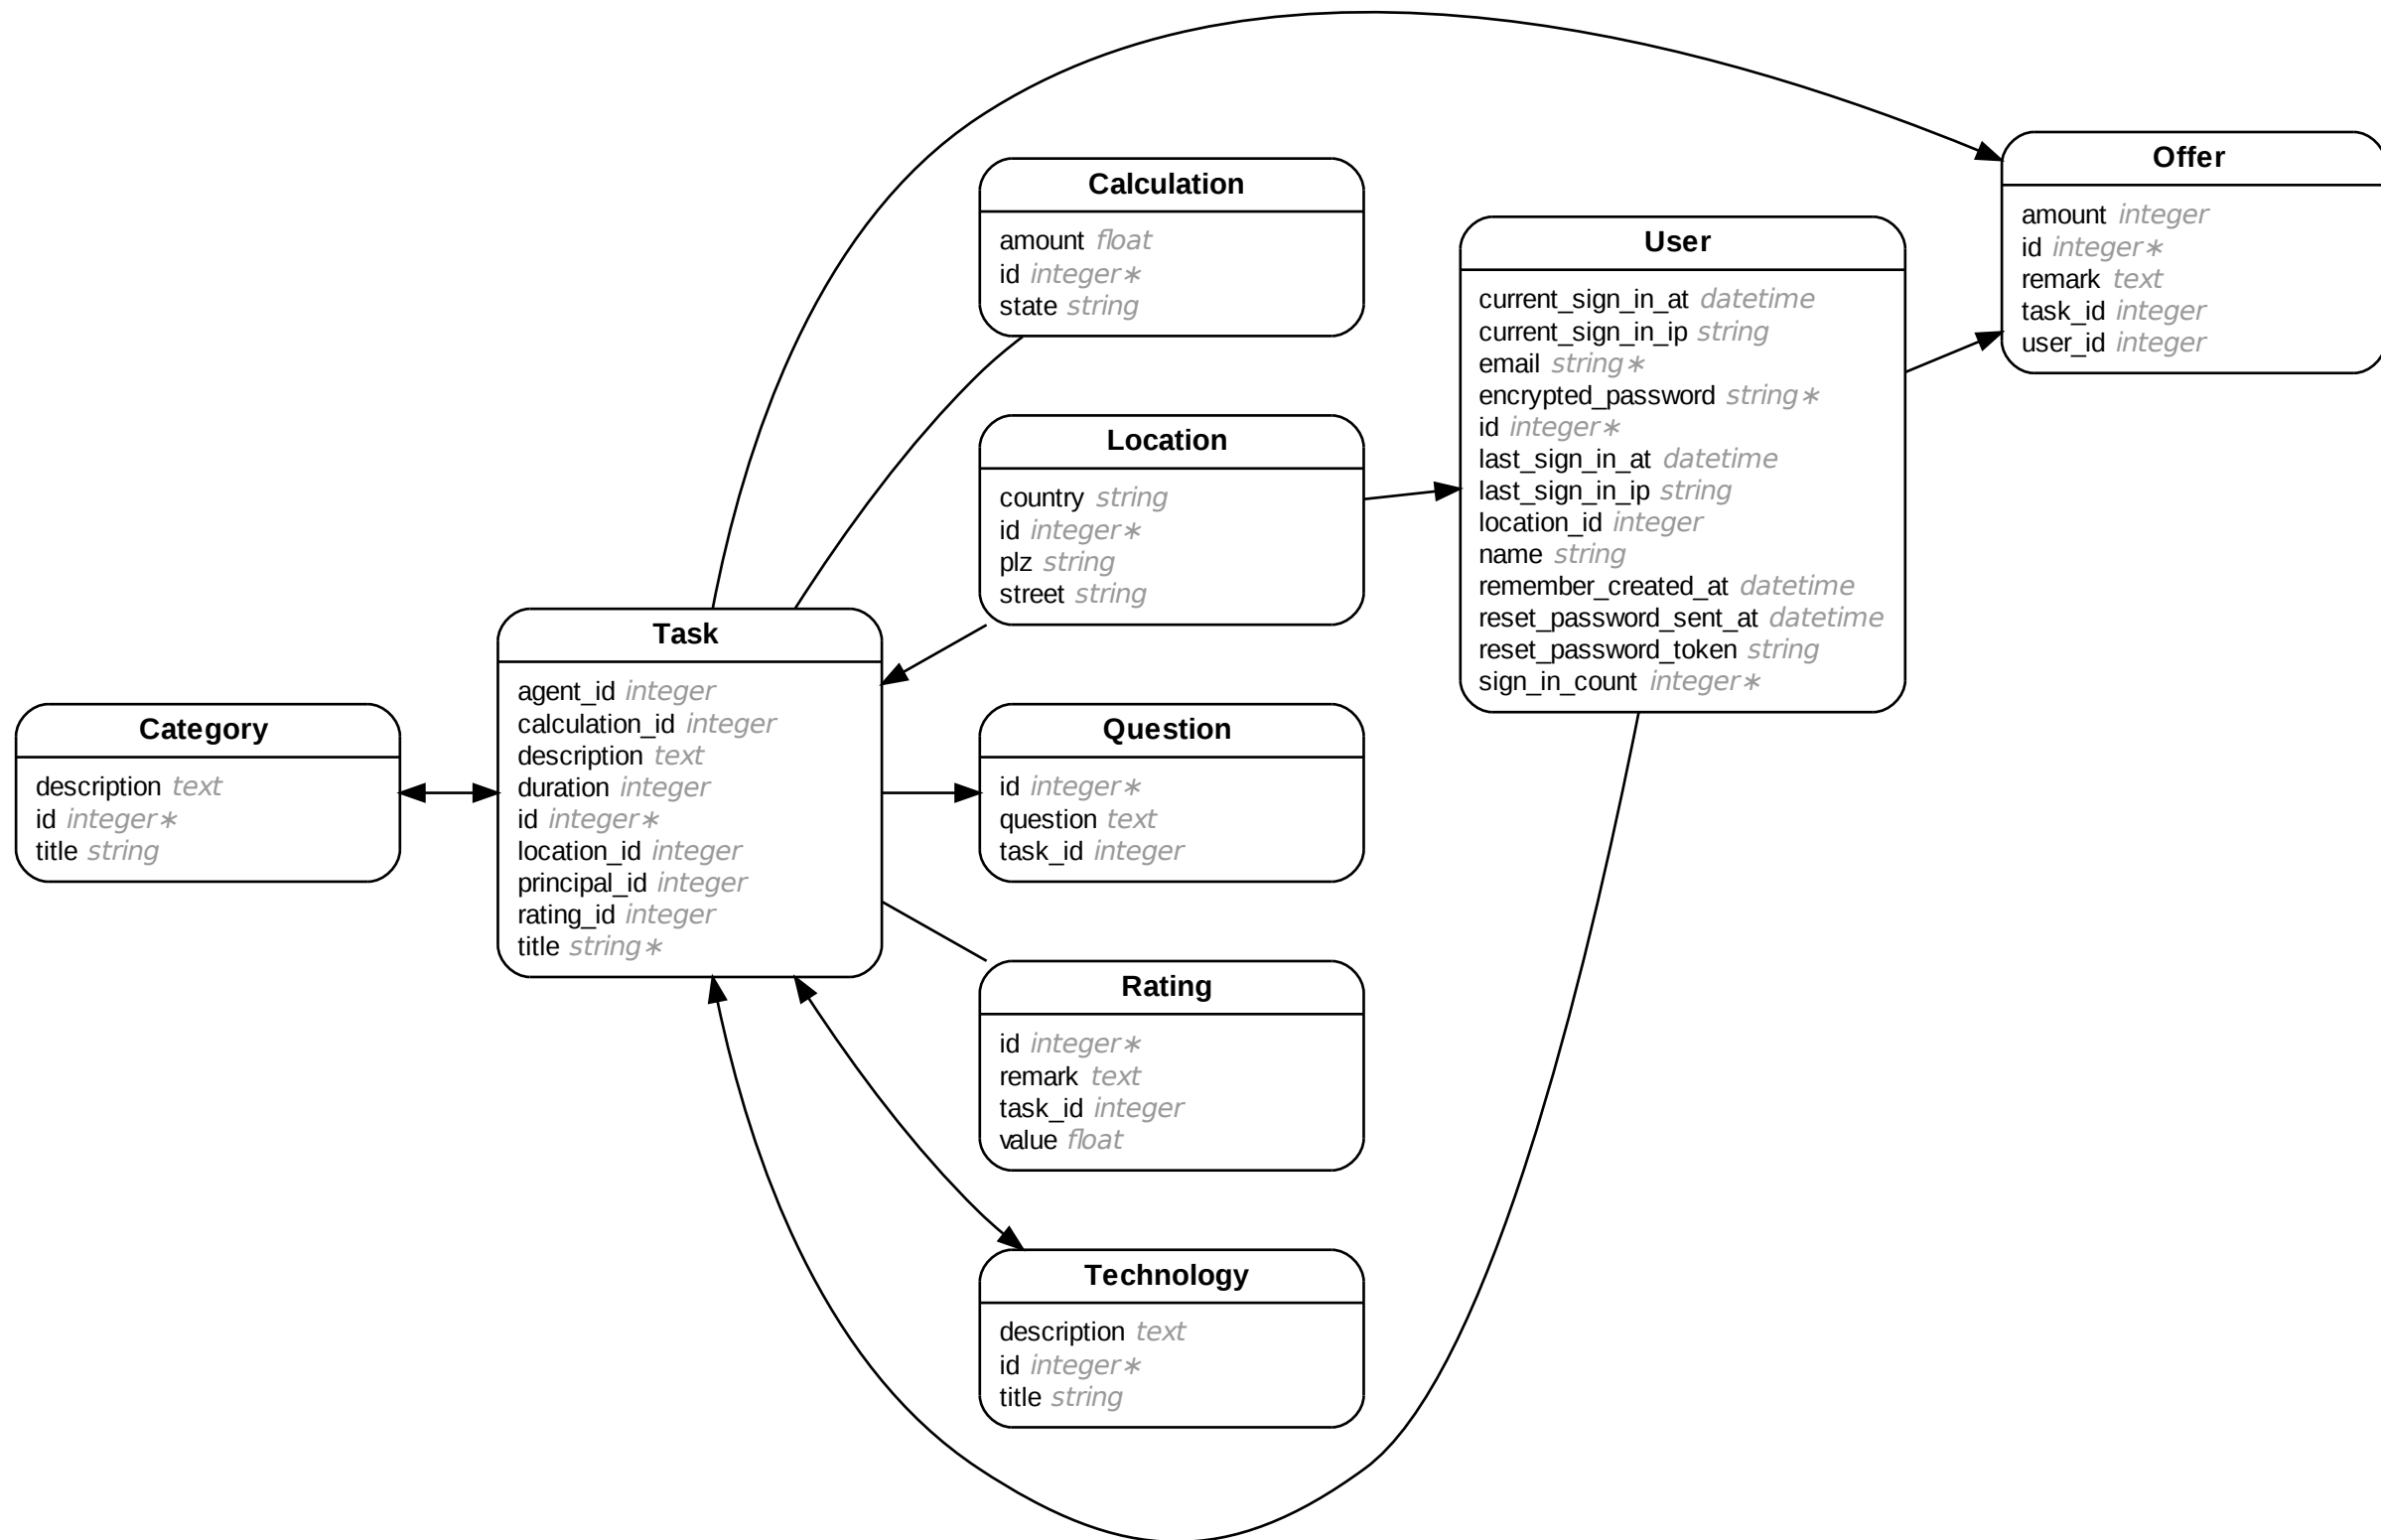 Calculation
amount float
id integer∗
state string
Offer
amount integer
id integer∗
remark text
task_id integer
user_id integer
User
current_sign_in_at datetime
current_sign_in_ip string
email string∗
encrypted_password string∗
id integer∗
last_sign_in_at datetime
last_sign_in_ip string
location_id integer
name string
remember_created_at datetime
reset_password_sent_at datetime
reset_password_token string
sign_in_count integer∗
Location
country string
id integer∗
plz string
street string
Task
agent_id integer
calculation_id integer
description text
duration integer
id integer∗
location_id integer
principal_id integer
rating_id integer
title string∗
Category
description text
id integer∗
title string
Question
id integer∗
question text
task_id integer
Rating
id integer∗
remark text
task_id integer
value float
Technology
description text
id integer∗
title string